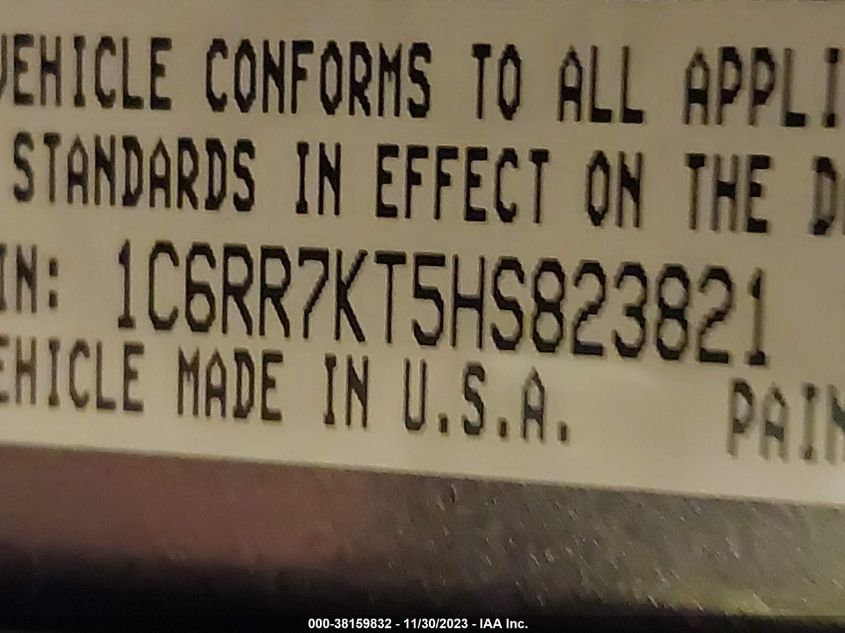 VEHICLE CONFORMS TO ALL APPLI
STANDARDS IN EFFECT ON THE D
IN: 1C6RR7KT5HS823821
EHICLE MADE IN U.S.A. PAIN
000-38159832 - 11/30/2023 - IAA Inc.